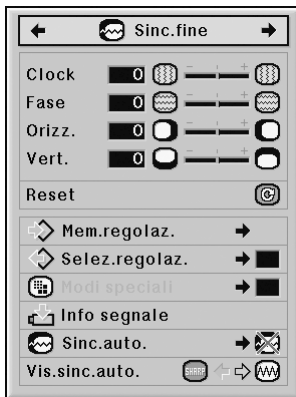 Sinc.fine
Clock 0 - +
Fase 0 - +
Orizz. 0 - +
Vert. 0 - +
Reset
Mem.regolaz.
Selez.regolaz.
Modi speciali
Info segnale
Sinc.auto.
Vis.sinc.auto. SHARP